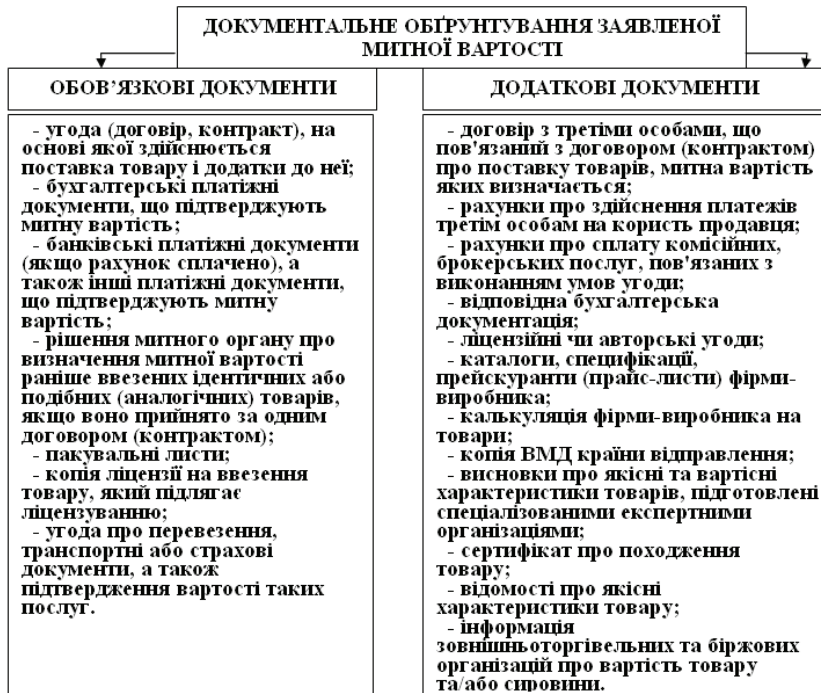 ДОКУМЕНТАЛЬНЕ ОБҐРУНТУВАННЯ ЗАЯВЛЕНОЇ
МИТНОЇ ВАРТОСТІ
ОБОВ'ЯЗКОВІ ДОКУМЕНТИ
- угода (договір, контракт), на
основі якої здійснюється
поставка товару і додатки до неї;
- бухгалтерські платіжні
документи, що підтверджують
митну вартість;
- банківські платіжні документи
(якщо рахунок сплачено), а
також інші платіжні документи,
що підтверджують митну
вартість;
- рішення митного органу про
визначення митної вартості
раніше ввезених ідентичних або
подібних (аналогічних) товарів,
якщо воно прийнято за одним
договором (контрактом);
- пакувальні листи;
- копія ліцензії на ввезення
товару, який підлягає
ліцензуванню;
- угода про перевезення,
транспортні або страхові
документи, а також
підтвердження вартості таких
послуг.
ДОДАТКОВІ ДОКУМЕНТИ
- договір з третіми особами, що
пов'язаний з договором (контрактом)
про поставку товарів, митна вартість
яких визначається;
- рахунки про здійснення платежів
третім особам на користь продавця;
- рахунки про сплату комісійних,
брокерських послуг, пов'язаних з
виконанням умов угоди;
- відповідна бухгалтерська
документація;
- ліцензійні чи авторські угоди;
- каталоги, специфікації,
прейскуранти (прайс-листи) фірми-
виробника;
- калькуляція фірми-виробника на
товари;
- копія ВМД країни відправлення;
- висновки про якісні та вартісні
характеристики товарів, підготовлені
спеціалізованими експертними
організаціями;
- сертифікат про походження
товару;
- відомості про якісні
характеристики товару;
- інформація
зовнішньоторгівельних та біржових
організацій про вартість товару
та/або сировини.